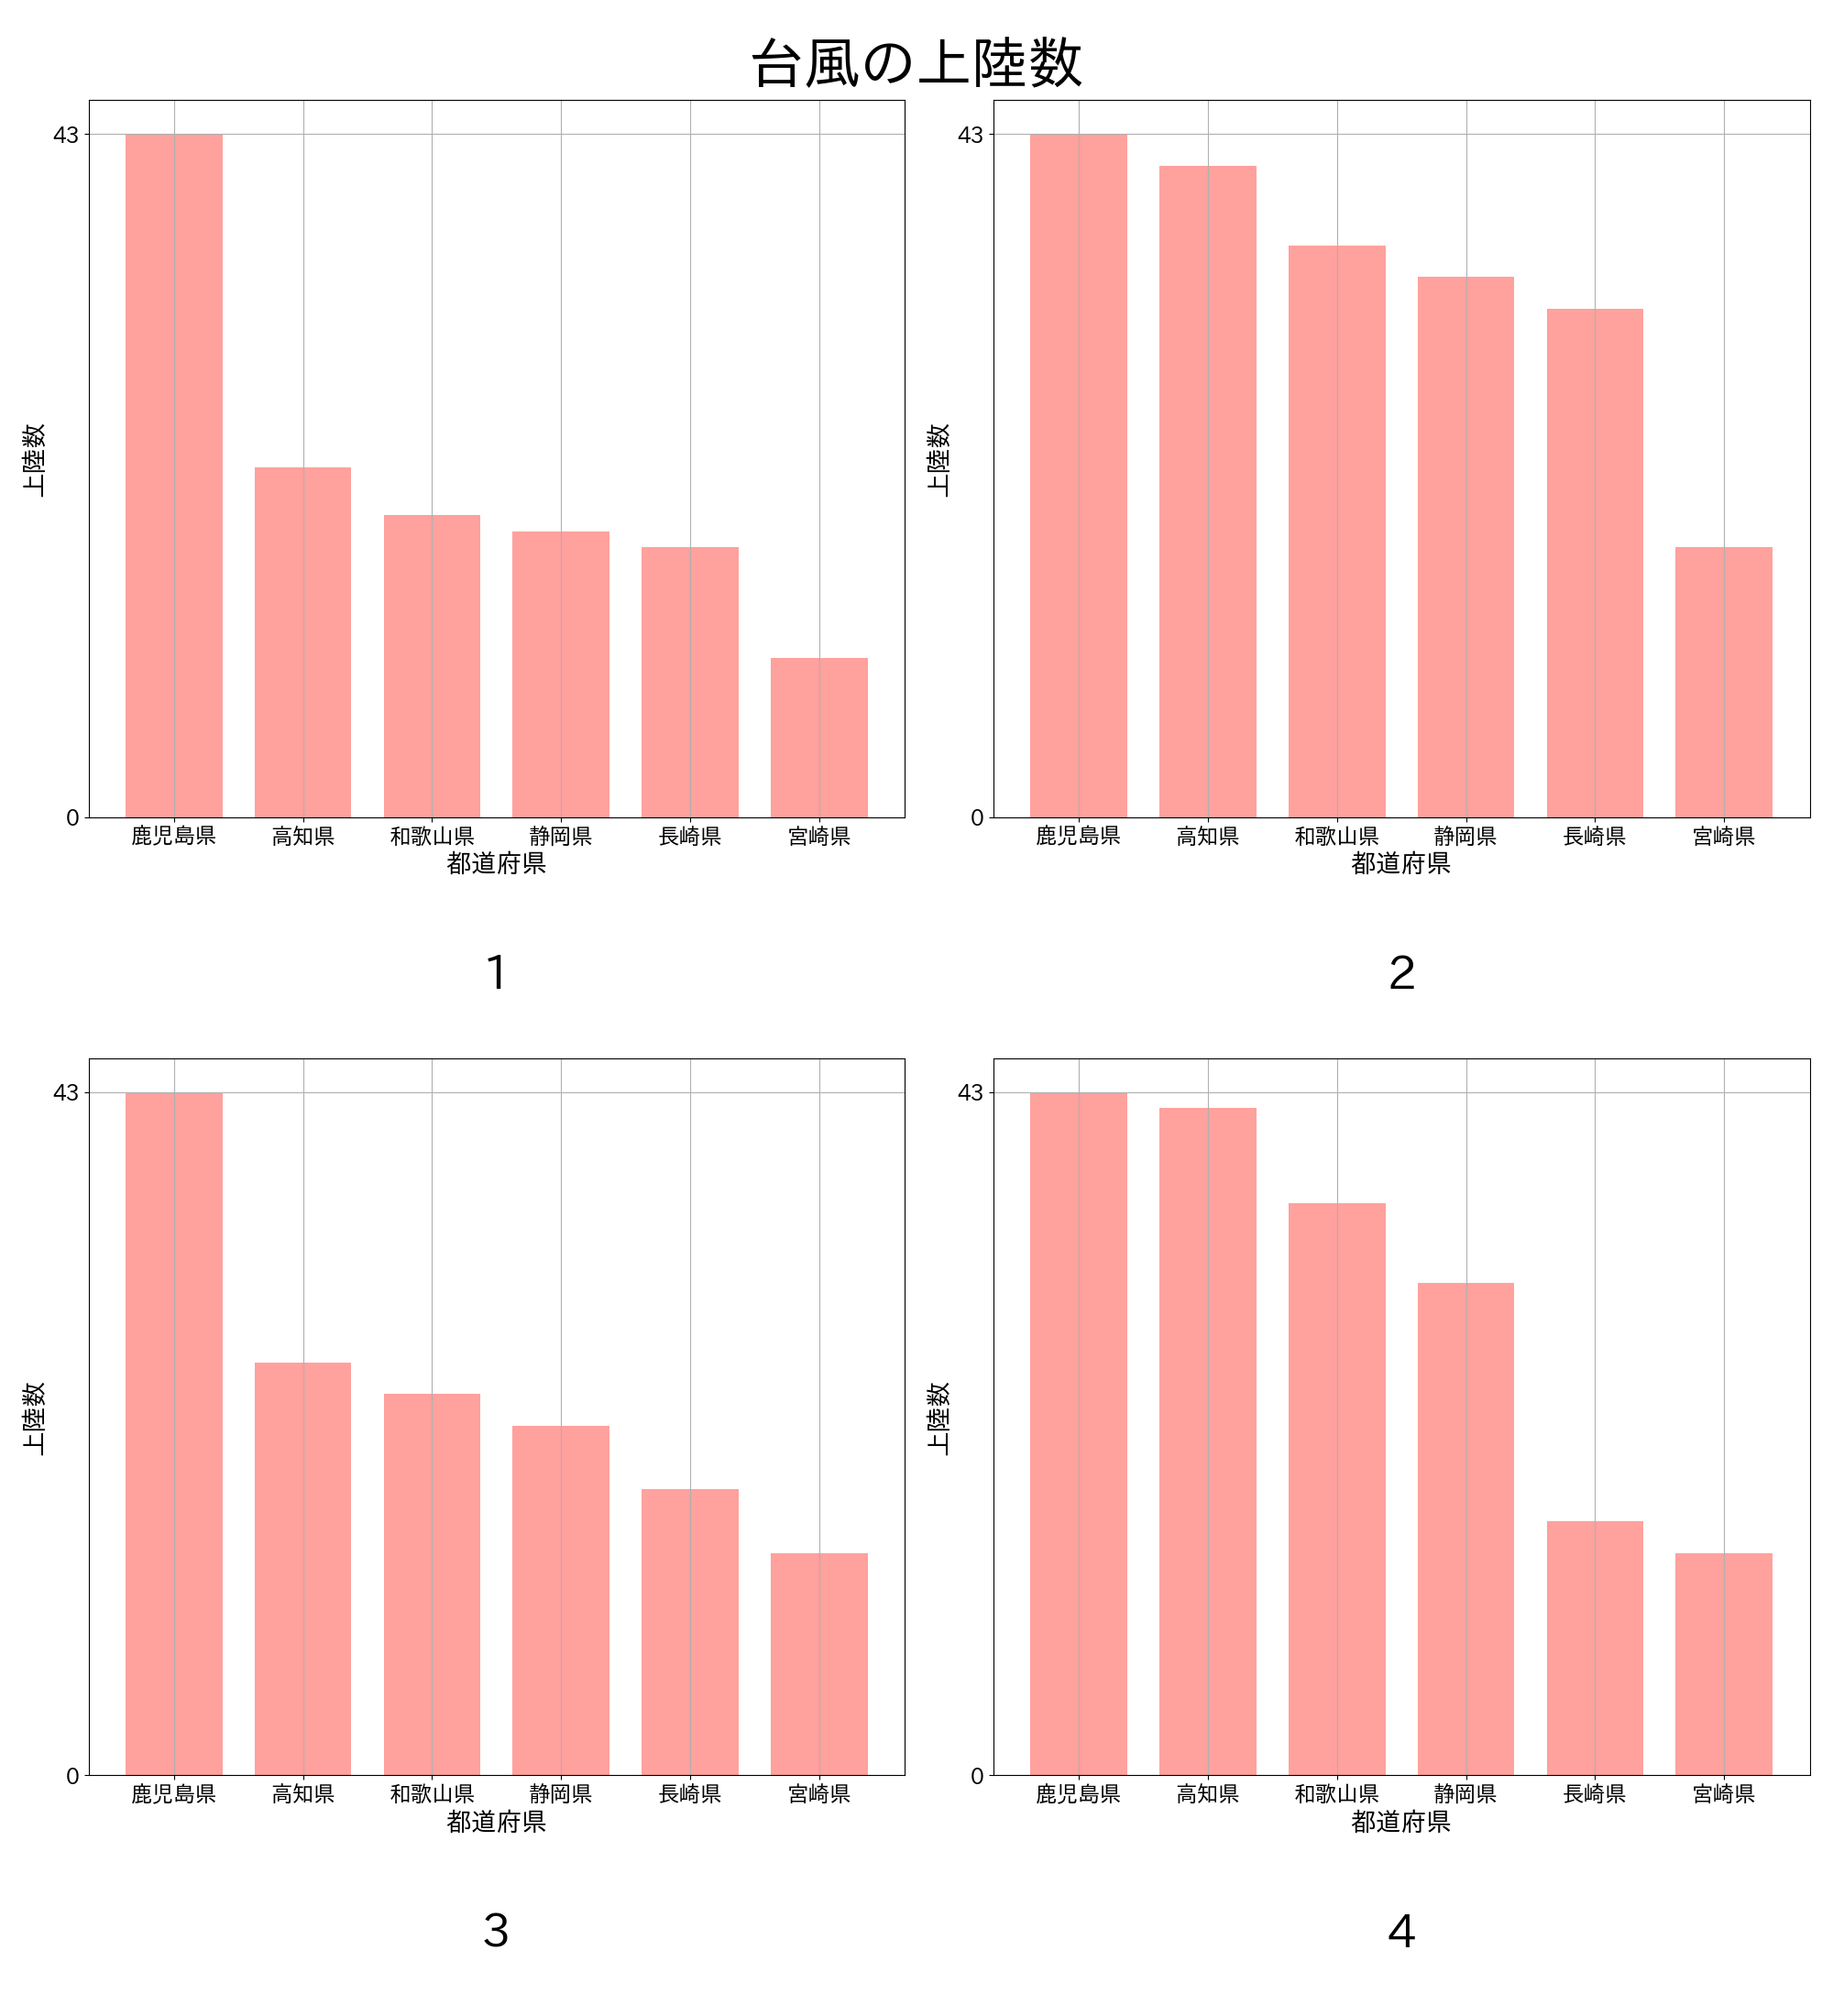 台風の上陸数
43
0
上陸数
鹿児島県 高知県 和歌山県 静岡県 長崎県 宮崎県
都道府県
1
43
0
上陸数
鹿児島県 高知県 和歌山県 静岡県 長崎県 宮崎県
都道府県
2
43
0
上陸数
鹿児島県 高知県 和歌山県 静岡県 長崎県 宮崎県
都道府県
3
43
0
上陸数
鹿児島県 高知県 和歌山県 静岡県 長崎県 宮崎県
都道府県
4